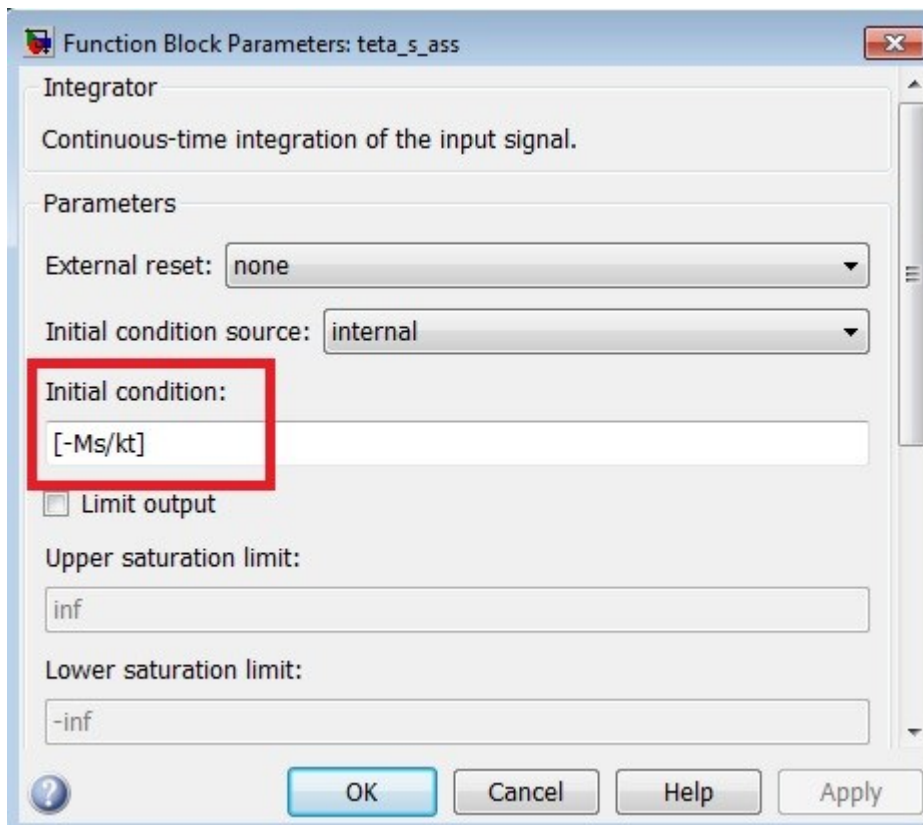 Function Block Parameters: teta_s_ass
Integrator
Continuous-time integration of the input signal.
Parameters
External reset: none
Initial condition source: internal
Initial condition:
[-Ms/kt]
Limit output
Upper saturation limit:
inf
Lower saturation limit:
-inf
? OK Cancel Help Apply